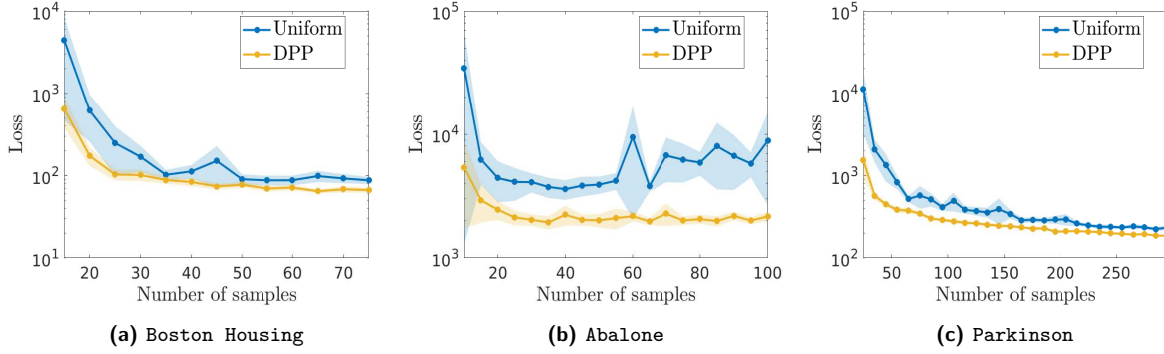 10^4
10^3
10^2
10^1
Loss
20 30 40 50 60 70
Number of samples
Uniform
DPP
(a) Boston Housing
10^5
10^4
10^3
Loss
20 40 60 80 100
Number of samples
Uniform
DPP
(b) Abalone
10^5
10^4
10^3
10^2
Loss
50 100 150 200 250
Number of samples
Uniform
DPP
(c) Parkinson